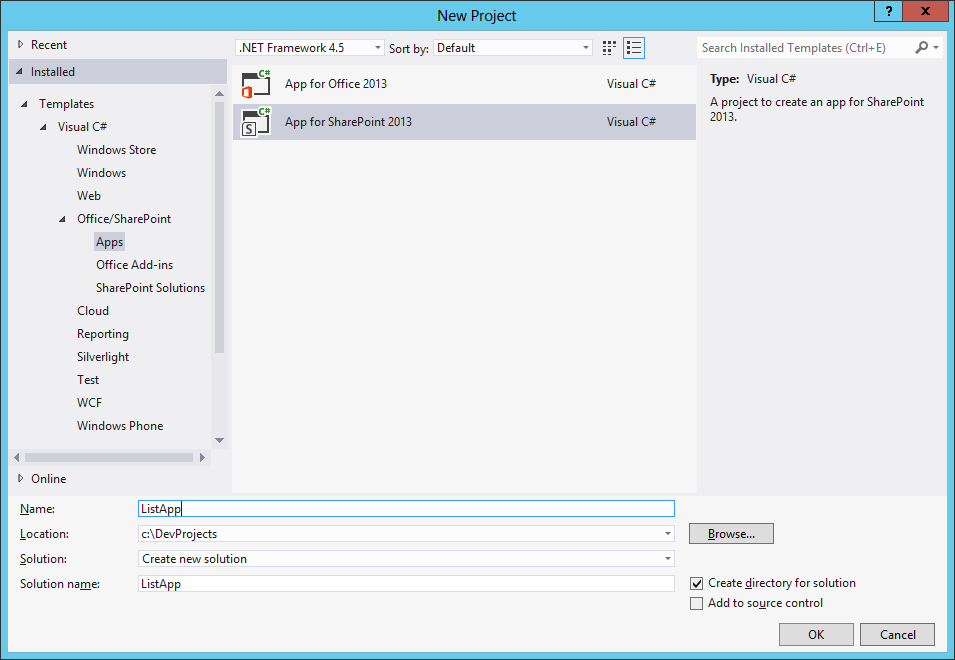 New Project
?
x
Recent
Installed
Templates
Visual C#
Windows Store
Windows
Web
Office/SharePoint
Apps
Office Add-ins
SharePoint Solutions
Cloud
Reporting
Silverlight
Test
WCF
Windows Phone
Online
.NET Framework 4.5 Sort by: Default
C# App for Office 2013 Visual C#
C# S App for SharePoint 2013 Visual C#
Search Installed Templates (Ctrl+E)
Type: Visual C#
A project to create an app for SharePoint
2013.
Name: ListApp
Location: c:\DevProjects Browse...
Solution: Create new solution
Solution name: ListApp
Create directory for solution
Add to source control
OK Cancel